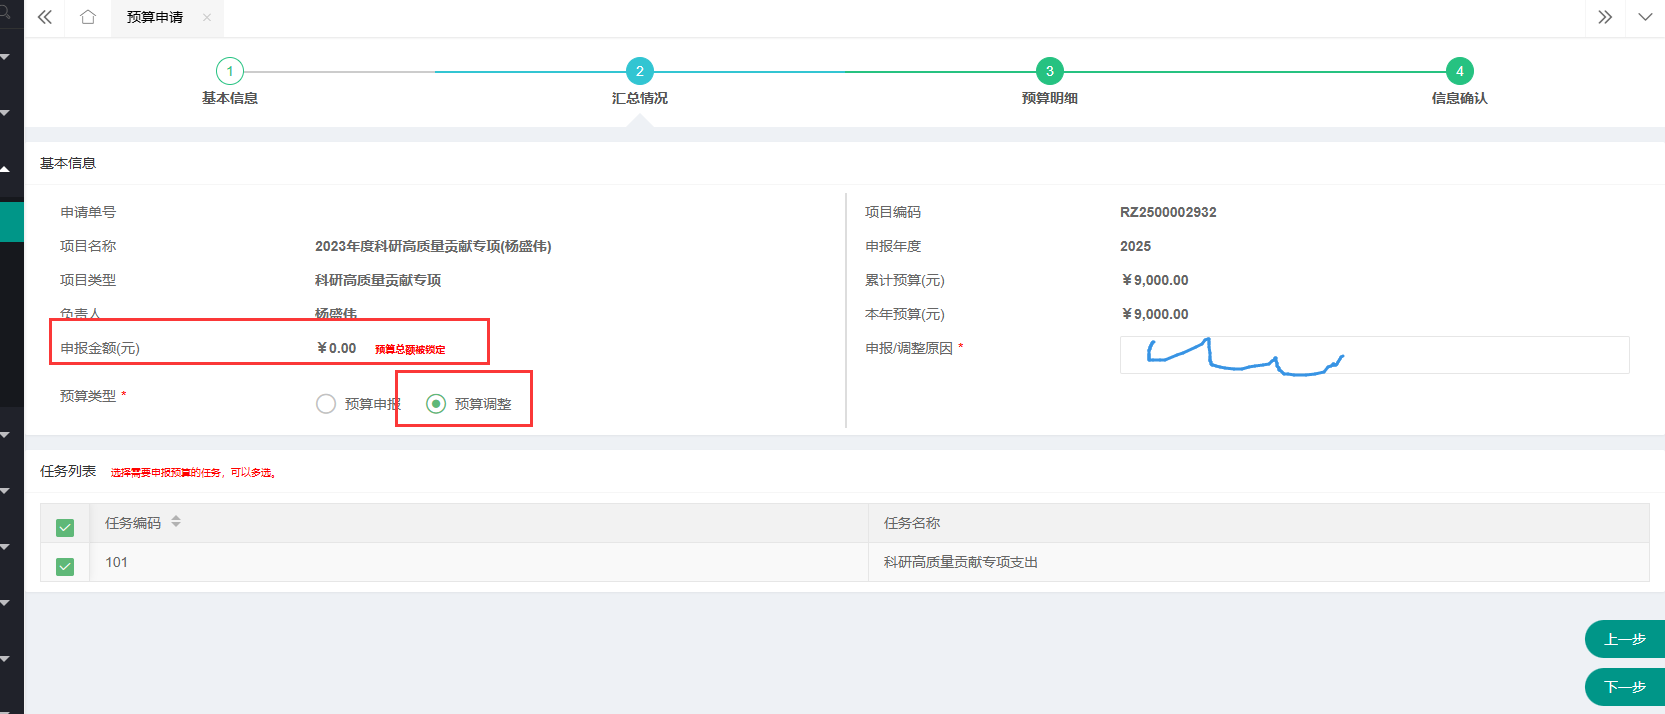 预算申请
1
2
3
4
基本信息
汇总情况
预算明细
信息确认
基本信息
申请单号
项目名称 2023年度科研高质量贡献专项(杨盛伟)
项目类型 科研高质量贡献专项
负责人 杨盛伟
申报金额(元) ￥0.00 预算总额被锁定
预算类型 * 预算申报 预算调整
项目编码 RZ2500002932
申报年度 2025
累计预算(元) ￥9,000.00
本年预算(元) ￥9,000.00
申报/调整原因 *
任务列表 选择需要申报预算的任务，可以多选。
任务编码 任务名称
101 科研高质量贡献专项支出
上一步
下一步